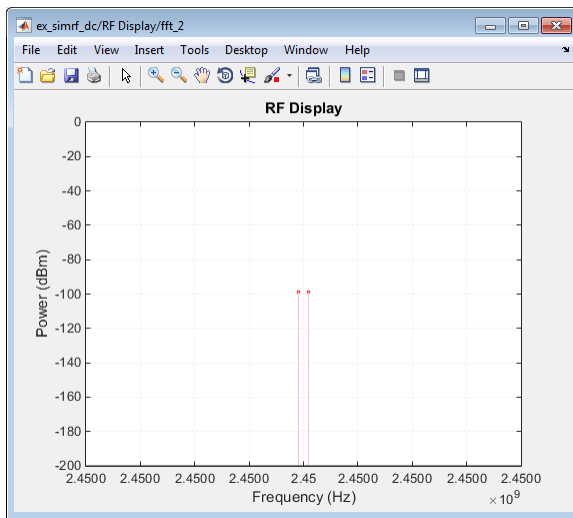 ex_simrf_dc/RF Display/fft_2
File Edit View Insert Tools Desktop Window Help
RF Display
0
-20
-40
-60
-80
-100
-120
-140
-160
-180
-200
Power (dBm)
2.4500 2.4500 2.4500 2.4500 2.45 2.4500 2.4500 2.4500 2.4500
Frequency (Hz)
×10⁹